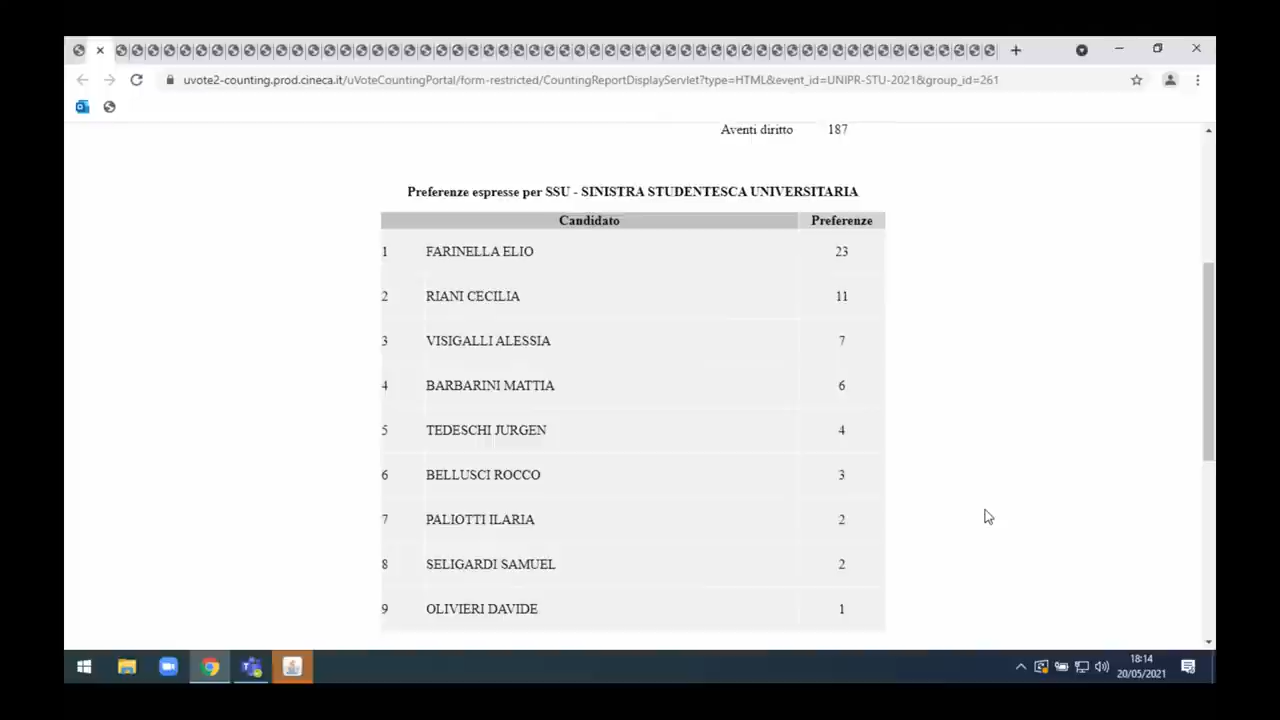 uvote2-counting.prod.cineca.it/uVoteCountingPortal/form-restricted/CountingReportDisplayServlet?type=HTML&event_id=UNIPR-STU-2021&group_id=261
Aventi diritto 187
Preferenze espresse per SSU - SINISTRA STUDENTESCA UNIVERSITARIA
Candidato Preferenze
1 FARINELLA ELIO 23
2 RIANI CECILIA 11
3 VISIGALLI ALESSIA 7
4 BARBARINI MATTIA 6
5 TEDESCHI JURGEN 4
6 BELLUSCI ROCCO 3
7 PALIOTTI ILARIA 2
8 SELIGARDI SAMUEL 2
9 OLIVIERI DAVIDE 1
18:14
20/05/2021